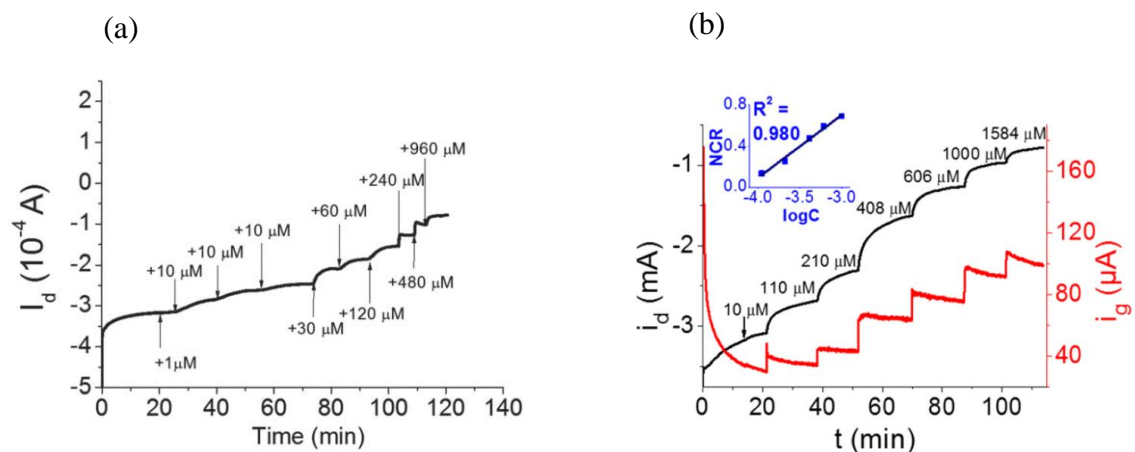 (a)
(b)
2
1
0
-1
-2
-3
-4
-5
I_d (10^-4 A)
+1µM
+10 µM
+10 µM
+10 µM
+30 µM
+60 µM
+120 µM
+240 µM
+480 µM
+960 µM
0 20 40 60 80 100 120 140
Time (min)
-1
-2
-3
i_d (mA)
0.8
0.4
0.0
NCR
R² =
0.980
-4.0 -3.5 -3.0
logC
10 µM
110 µM
210 µM
408 µM
606 µM
1000 µM
1584 µM
160
120
80
40
i_g (µA)
0 20 40 60 80 100
t (min)